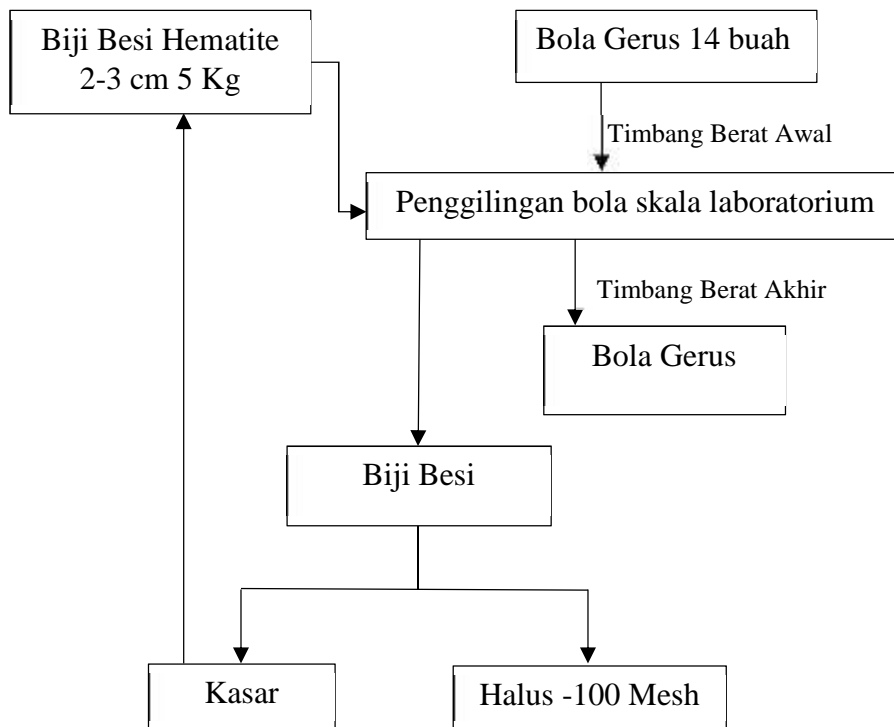 Biji Besi Hematite
2-3 cm 5 Kg
Bola Gerus 14 buah
Timbang Berat Awal
Penggilingan bola skala laboratorium
Timbang Berat Akhir
Bola Gerus
Biji Besi
Kasar
Halus -100 Mesh